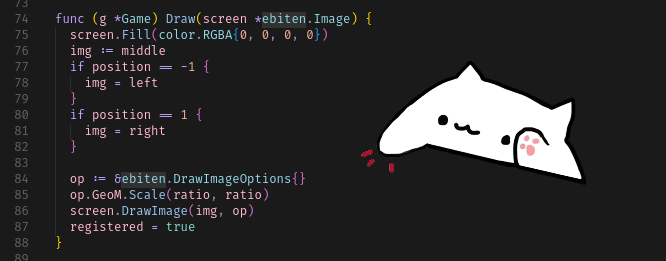 73
74 func (g *Game) Draw(screen *ebiten.Image) {
75 screen.Fill(color.RGBA{0, 0, 0, 0})
76 img := middle
77 if position == -1 {
78 img = left
79 }
80 if position == 1 {
81 img = right
82 }
83
84 op := &ebiten.DrawImageOptions{}
85 op.GeoM.Scale(ratio, ratio)
86 screen.DrawImage(img, op)
87 registered = true
88 }
89